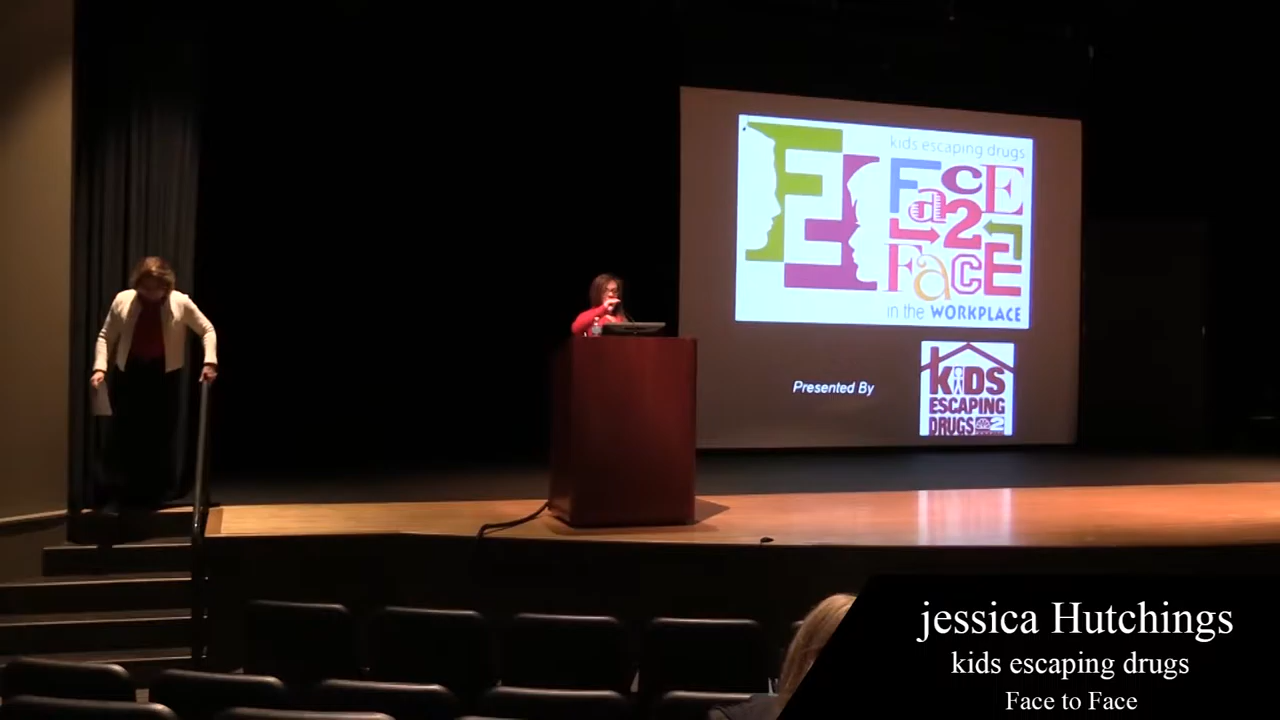 kids escaping drugs
FacE
2
FacE
in the WORKPLACE
Presented By
KiDS
ESCAPING
DRUGS 2
jessica Hutchings
kids escaping drugs
Face to Face